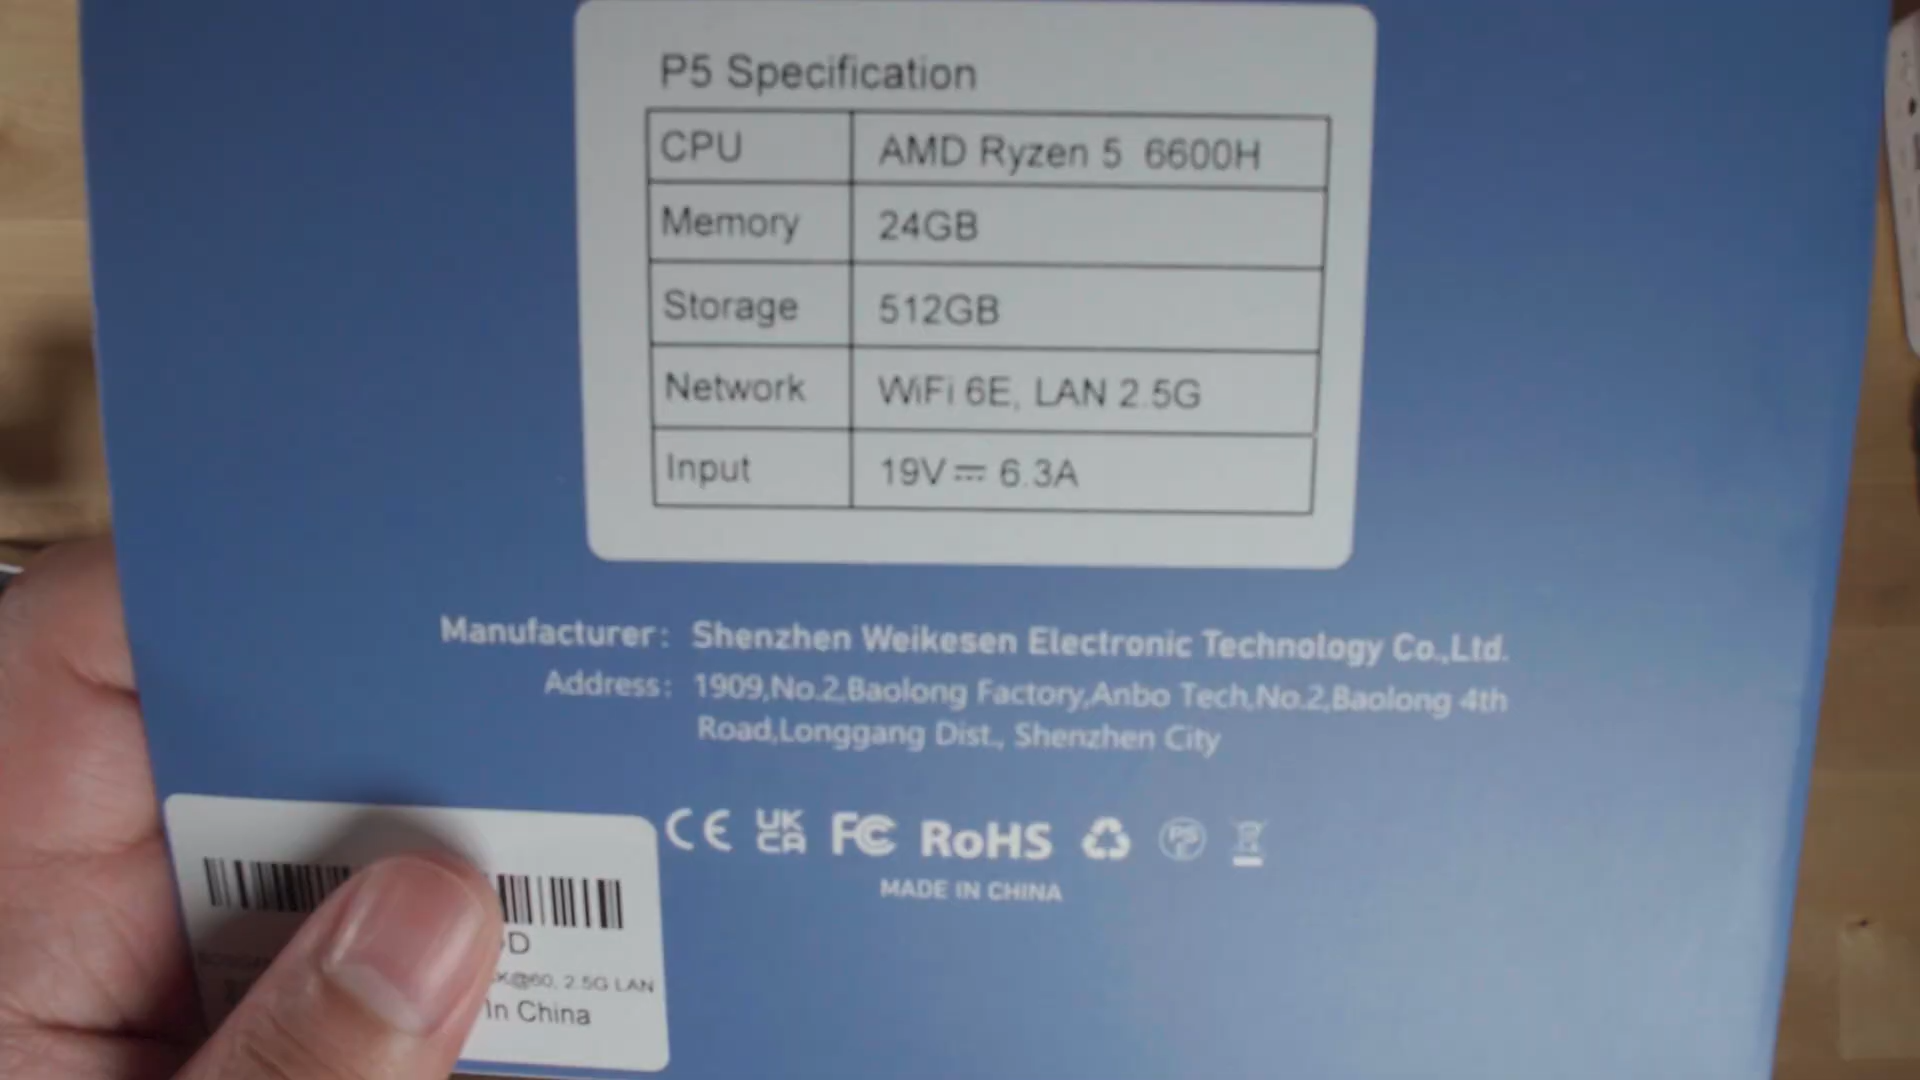 P5 Specification
CPU AMD Ryzen 5 6600H
Memory 24GB
Storage 512GB
Network WiFi 6E, LAN 2.5G
Input 19V⎓6.3A
Manufacturer: Shenzhen Weikesen Electronic Technology Co.,Ltd.
Address: 1909,No.2,Baolong Factory,Anbo Tech,No.2,Baolong 4th
Road,Longgang Dist., Shenzhen City
CE UKCA FC RoHS
MADE IN CHINA
K@60, 2.5G LAN
In China